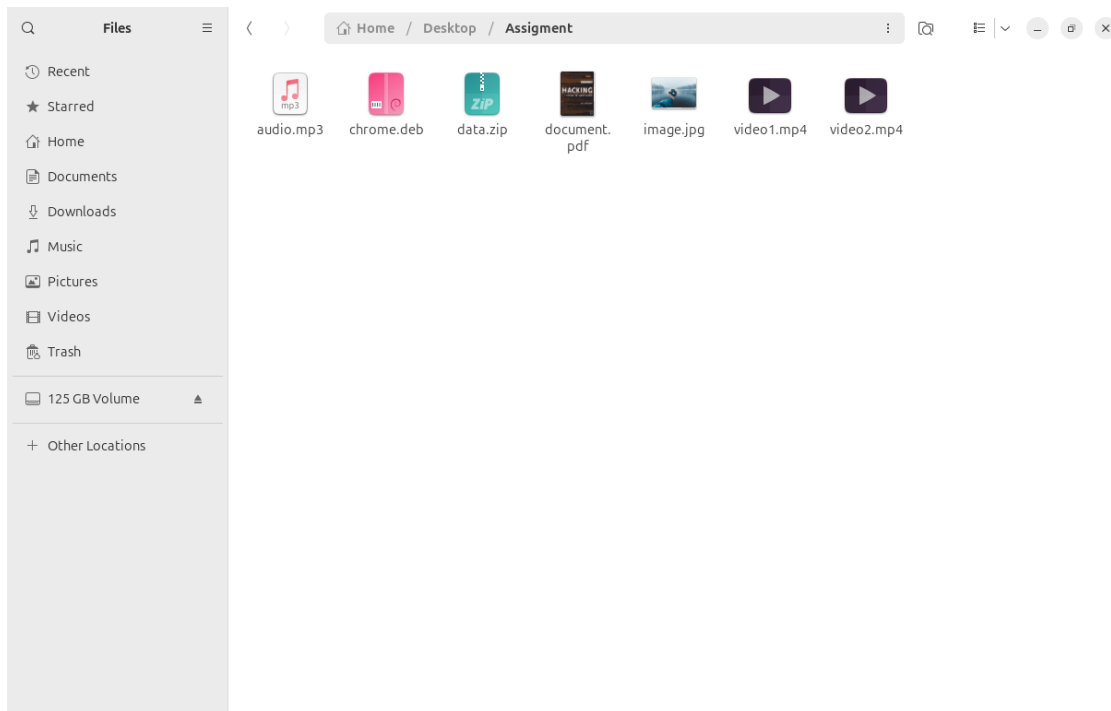 Files
Home / Desktop / Assigment
Recent
Starred
Home
Documents
Downloads
Music
Pictures
Videos
Trash
125 GB Volume
Other Locations
mp3
audio.mp3
chrome.deb
ZiP
data.zip
HACKING
document.
pdf
image.jpg
video1.mp4
video2.mp4